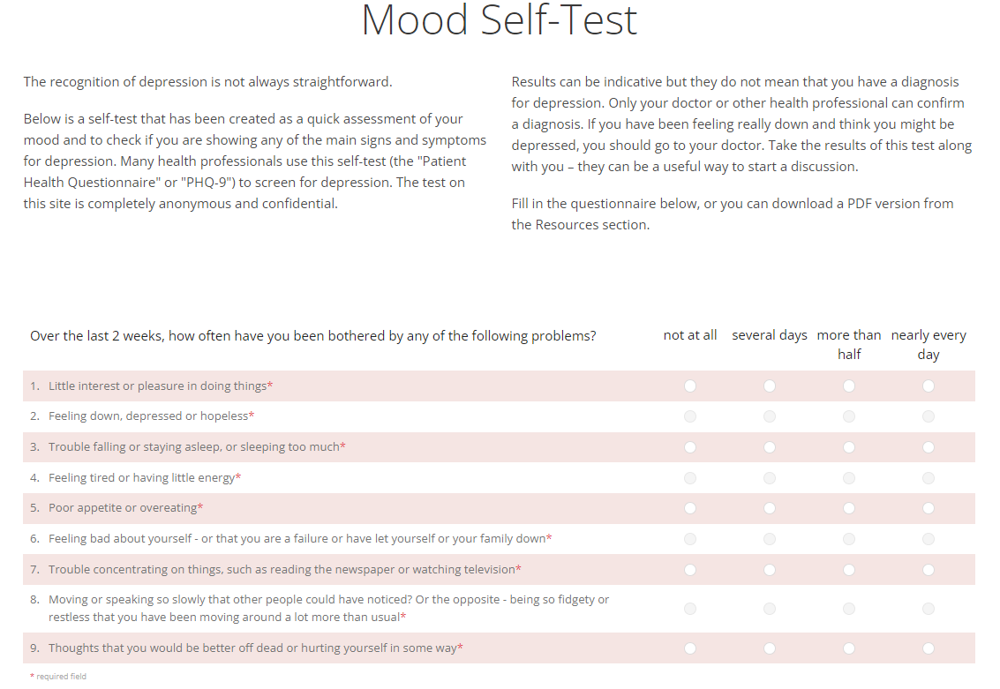 Mood Self-Test
The recognition of depression is not always straightforward.
Below is a self-test that has been created as a quick assessment of your
mood and to check if you are showing any of the main signs and symptoms
for depression. Many health professionals use this self-test (the "Patient
Health Questionnaire" or "PHQ-9") to screen for depression. The test on
this site is completely anonymous and confidential.
Results can be indicative but they do not mean that you have a diagnosis
for depression. Only your doctor or other health professional can confirm
a diagnosis. If you have been feeling really down and think you might be
depressed, you should go to your doctor. Take the results of this test along
with you – they can be a useful way to start a discussion.
Fill in the questionnaire below, or you can download a PDF version from
the Resources section.
Over the last 2 weeks, how often have you been bothered by any of the following problems? not at all several days more than nearly every
half day
1. Little interest or pleasure in doing things*
2. Feeling down, depressed or hopeless*
3. Trouble falling or staying asleep, or sleeping too much*
4. Feeling tired or having little energy*
5. Poor appetite or overeating*
6. Feeling bad about yourself - or that you are a failure or have let yourself or your family down*
7. Trouble concentrating on things, such as reading the newspaper or watching television*
8. Moving or speaking so slowly that other people could have noticed? Or the opposite - being so fidgety or
restless that you have been moving around a lot more than usual*
9. Thoughts that you would be better off dead or hurting yourself in some way*
* required field